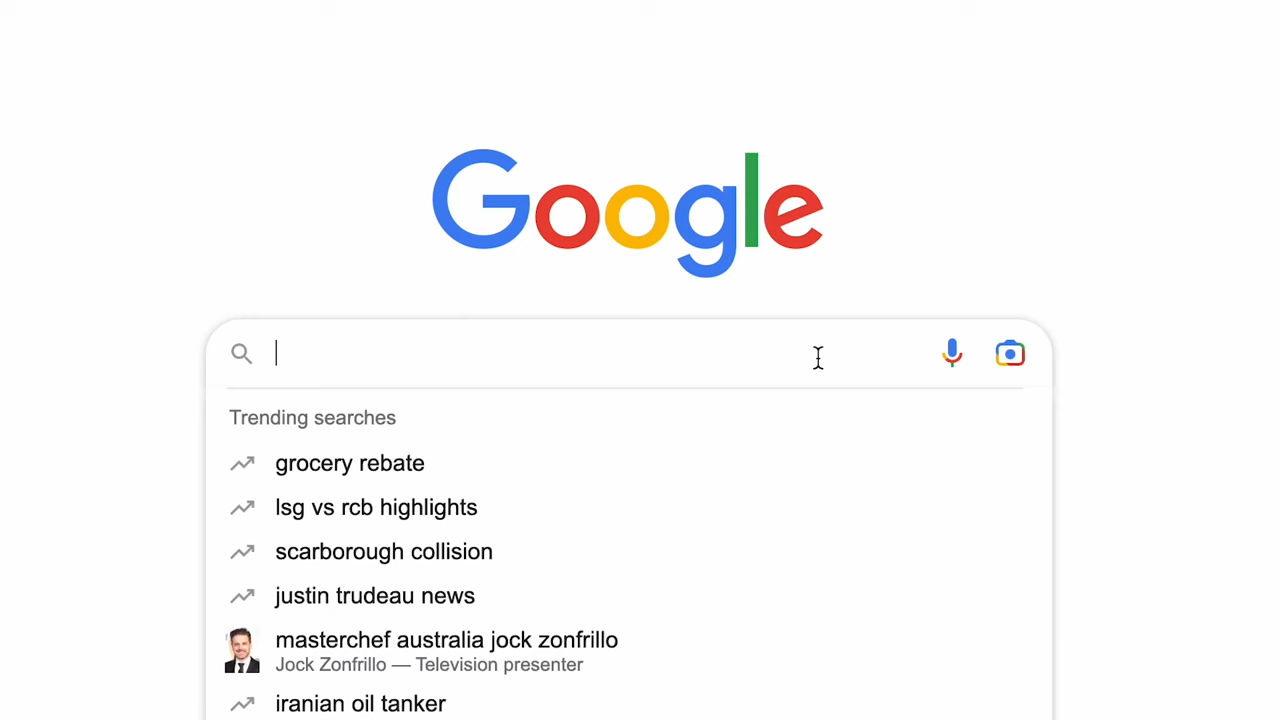 Google
Trending searches
grocery rebate
lsg vs rcb highlights
scarborough collision
justin trudeau news
masterchef australia jock zonfrillo
Jock Zonfrillo — Television presenter
iranian oil tanker